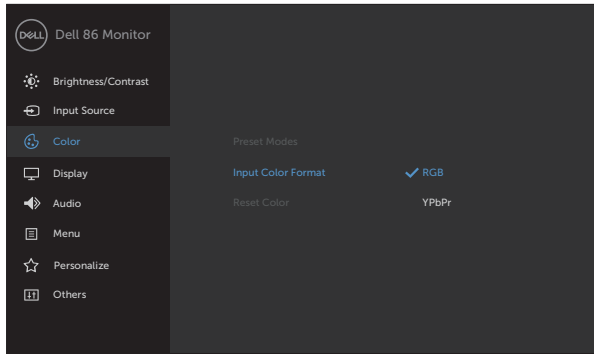 DELL Dell 86 Monitor
Brightness/Contrast
Input Source
Color
Preset Modes
Display
Input Color Format RGB
Audio
Reset Color YPbPr
Menu
Personalize
Others